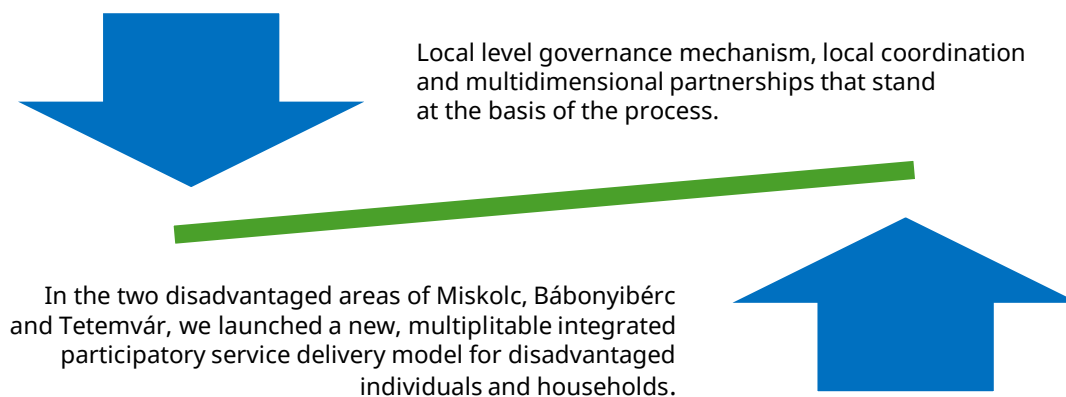 Local level governance mechanism, local coordination
and multidimensional partnerships that stand
at the basis of the process.
In the two disadvantaged areas of Miskolc, Bábonyibérc
and Tetemvár, we launched a new, multiplitable integrated
participatory service delivery model for disadvantaged
individuals and households.